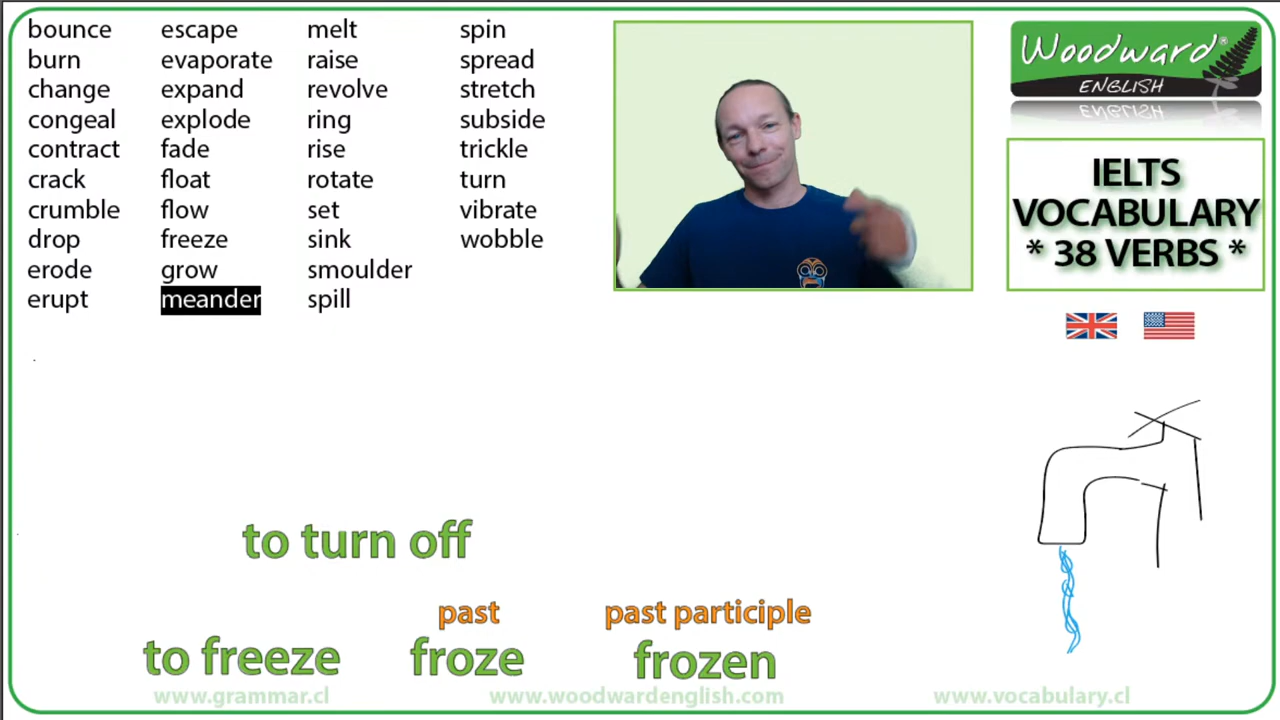 bounce escape melt spin
burn evaporate raise spread
change expand revolve stretch
congeal explode ring subside
contract fade rise trickle
crack float rotate turn
crumble flow set vibrate
drop freeze sink wobble
erode grow smoulder
erupt meander spill
Woodward®
ENGLISH
IELTS
VOCABULARY
* 38 VERBS *
to turn off
past past participle
to freeze froze frozen
www.grammar.cl www.woodwardenglish.com www.vocabulary.cl